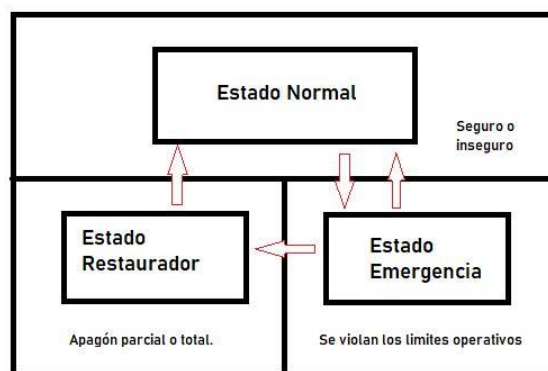 Estado Normal
Seguro o
inseguro
Estado
Restaurador
Estado
Emergencia
Apagón parcial o total.
Se violan los limites operativos